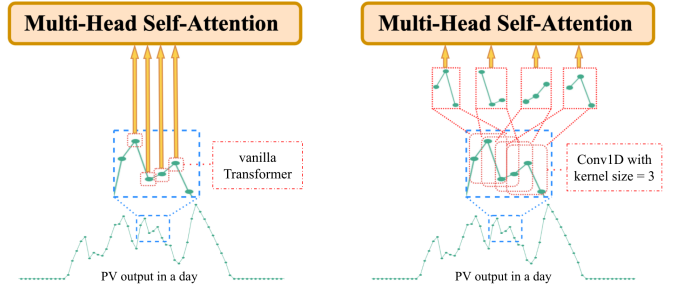 Multi-Head Self-Attention
vanilla
Transformer
PV output in a day
Multi-Head Self-Attention
Conv1D with
kernel size = 3
PV output in a day